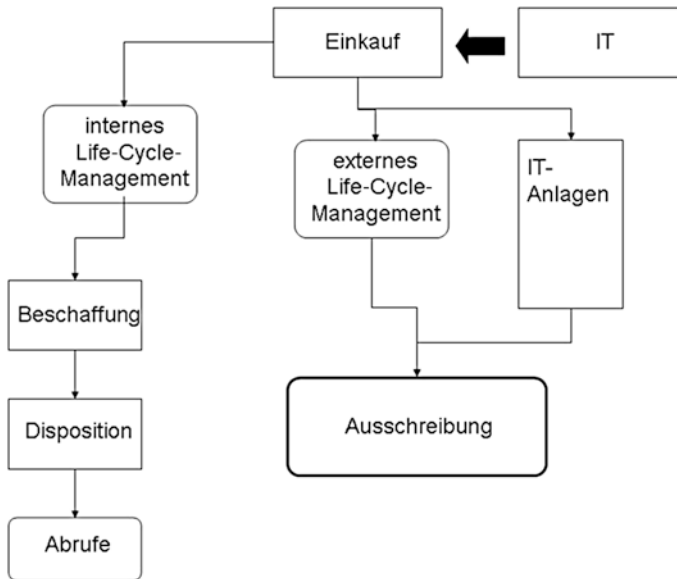 Einkauf
IT
internes
Life-Cycle-
Management
externes
Life-Cycle-
Management
IT-
Anlagen
Beschaffung
Disposition
Ausschreibung
Abrufe